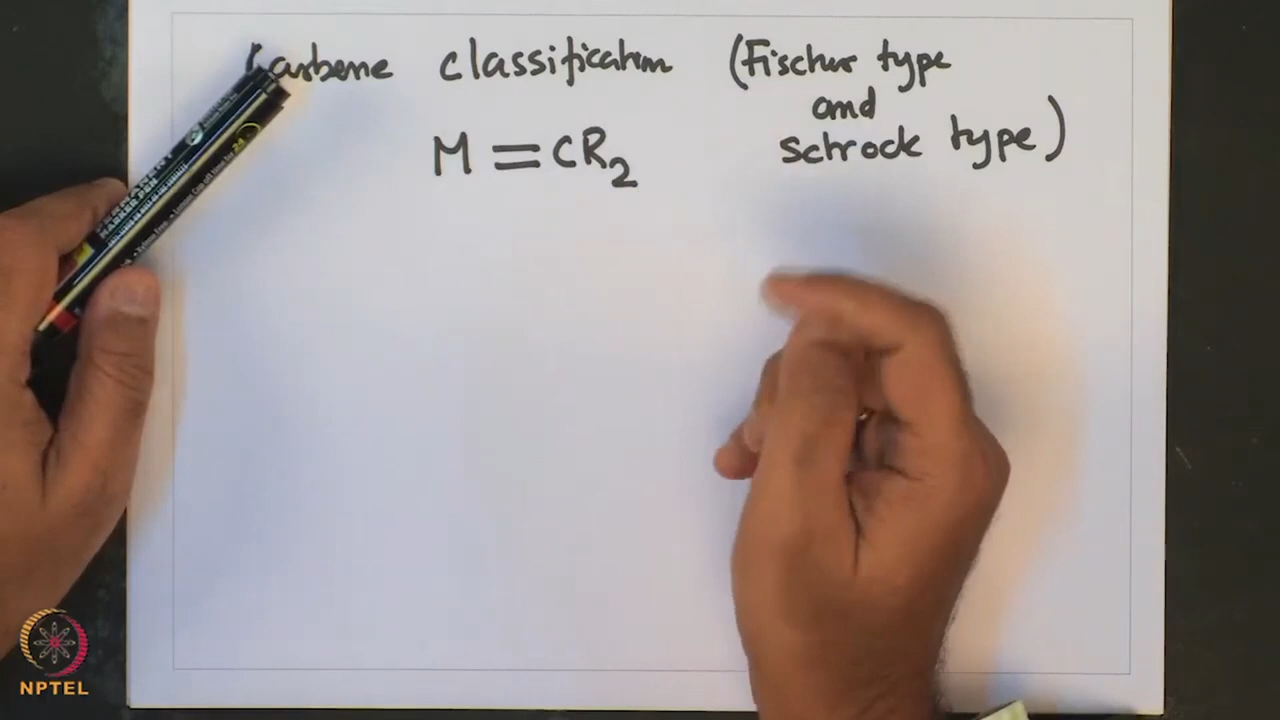 Carbene classification (Fischer type
and
schrock type)
M = CR2
NPTEL